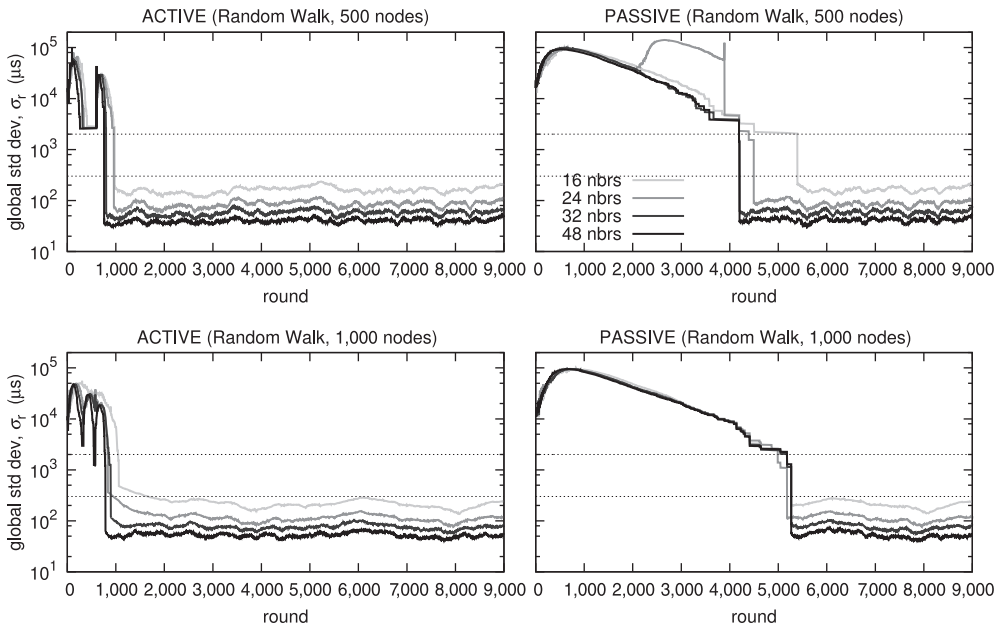 ACTIVE (Random Walk, 500 nodes)
global std dev, σr (μs)
10^5
10^4
10^3
10^2
10^1
0 1,000 2,000 3,000 4,000 5,000 6,000 7,000 8,000 9,000
round
PASSIVE (Random Walk, 500 nodes)
16 nbrs
24 nbrs
32 nbrs
48 nbrs
0 1,000 2,000 3,000 4,000 5,000 6,000 7,000 8,000 9,000
round
ACTIVE (Random Walk, 1,000 nodes)
global std dev, σr (μs)
10^5
10^4
10^3
10^2
10^1
0 1,000 2,000 3,000 4,000 5,000 6,000 7,000 8,000 9,000
round
PASSIVE (Random Walk, 1,000 nodes)
0 1,000 2,000 3,000 4,000 5,000 6,000 7,000 8,000 9,000
round